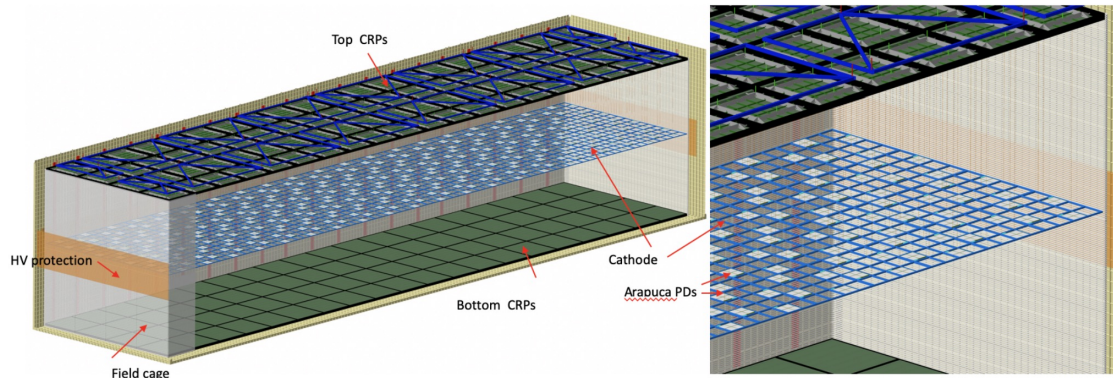 Top CRPs
HV protection
Cathode
Arapuca PDs
Bottom CRPs
Field cage